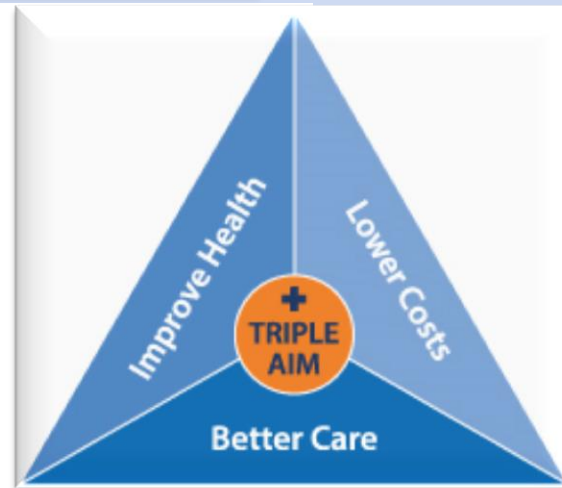 Improve Health
Lower Costs
+
TRIPLE
AIM
Better Care